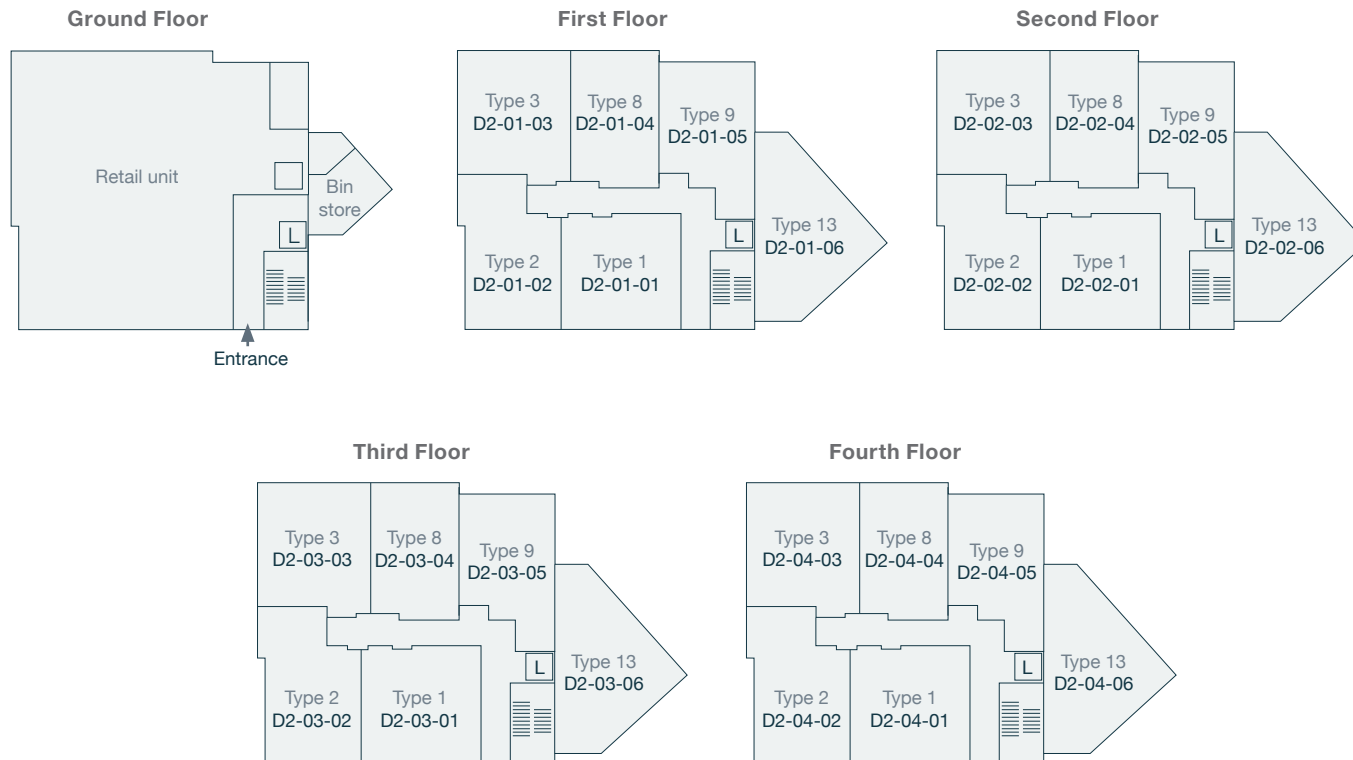 Ground Floor
Retail unit
Bin
store
L
Entrance
First Floor
Type 3
D2-01-03
Type 8
D2-01-04
Type 9
D2-01-05
Type 13
D2-01-06
L
Type 2
D2-01-02
Type 1
D2-01-01
Second Floor
Type 3
D2-02-03
Type 8
D2-02-04
Type 9
D2-02-05
Type 13
D2-02-06
L
Type 2
D2-02-02
Type 1
D2-02-01
Third Floor
Type 3
D2-03-03
Type 8
D2-03-04
Type 9
D2-03-05
Type 13
D2-03-06
L
Type 2
D2-03-02
Type 1
D2-03-01
Fourth Floor
Type 3
D2-04-03
Type 8
D2-04-04
Type 9
D2-04-05
Type 13
D2-04-06
L
Type 2
D2-04-02
Type 1
D2-04-01